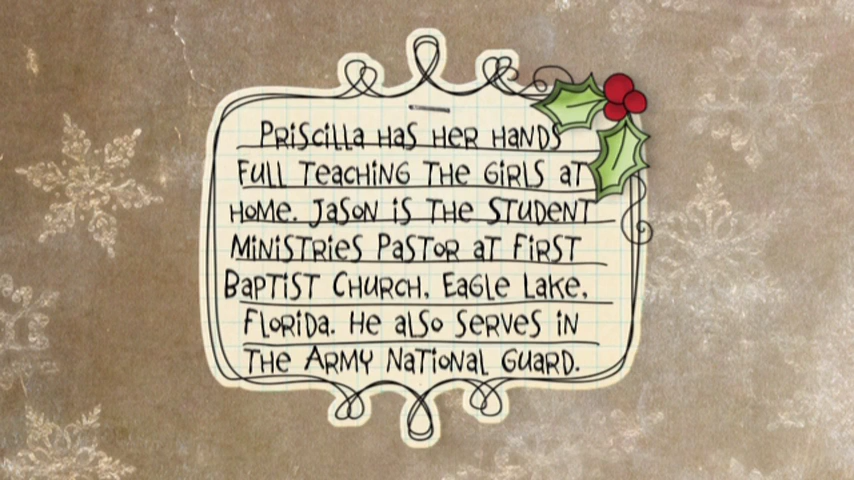 PRiSCiLLa HaS HER HaNDS
FULL TEaCHiNG THE GiRLS aT
HOME. JaSON iS THE STUDENT
MiNiSTRiES PaSTOR aT FiRST
BaPTiST CHURCH, EaGLE LaKE,
FLORiDa. HE aLSO SERVES iN
THE ARMY NaTiONaL GUaRD.